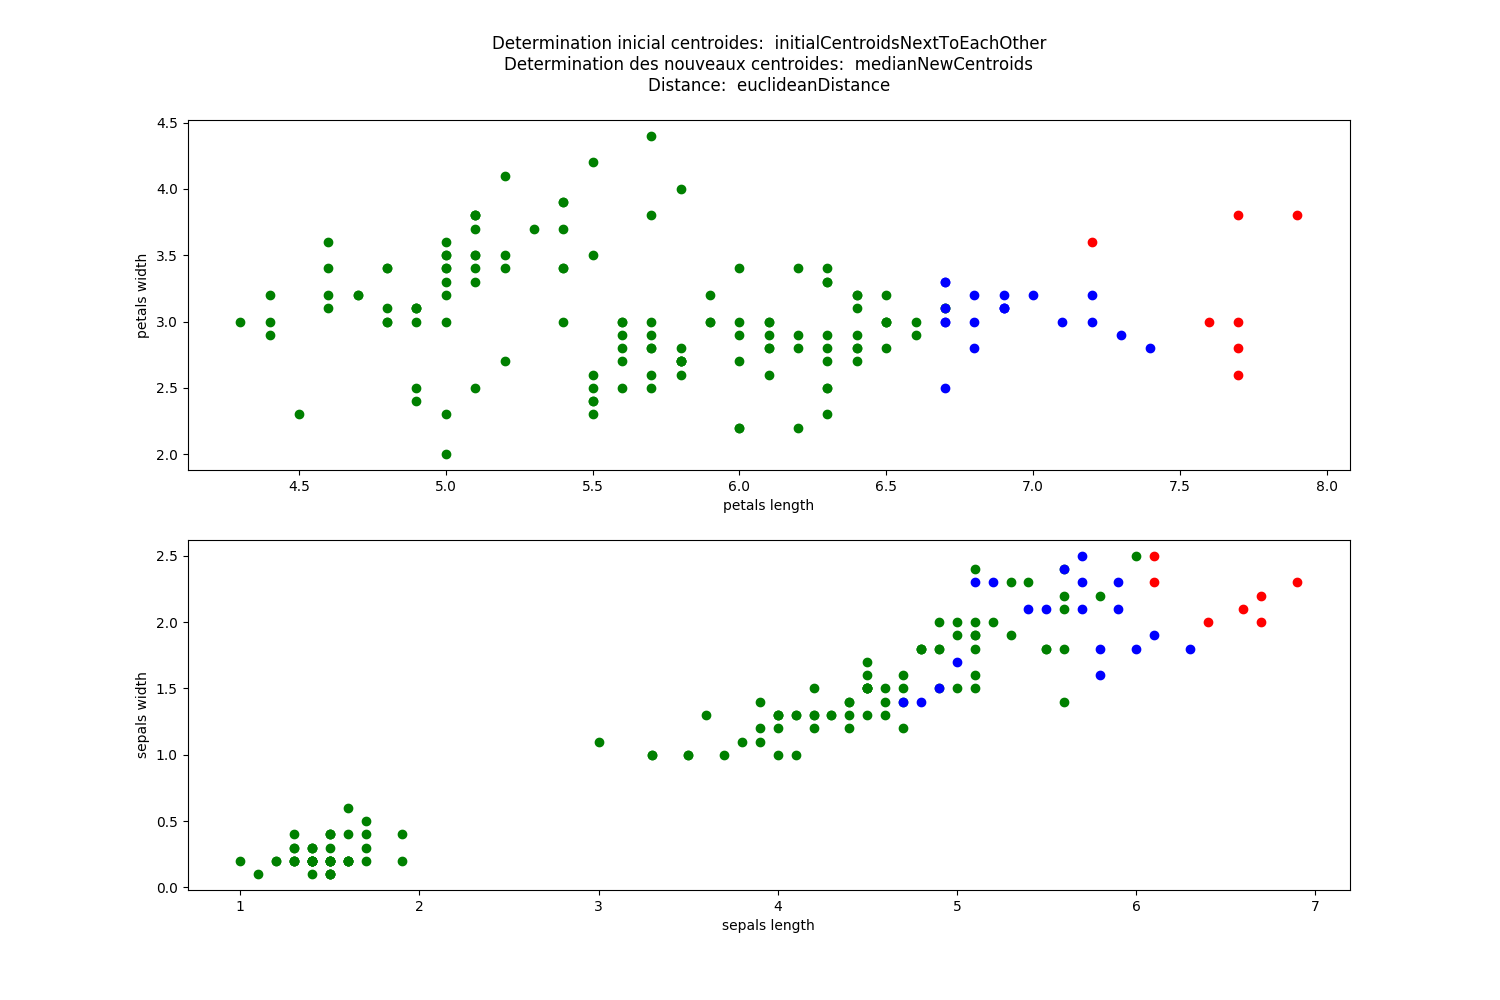 Determination inicial centroides:  initialCentroidsNextToEachOther
Determination des nouveaux centroides:  medianNewCentroids
Distance:  euclideanDistance
4.5
4.0
3.5
3.0
2.5
2.0
petals width
4.5 5.0 5.5 6.0 6.5 7.0 7.5 8.0
petals length
2.5
2.0
1.5
1.0
0.5
0.0
sepals width
1 2 3 4 5 6 7
sepals length